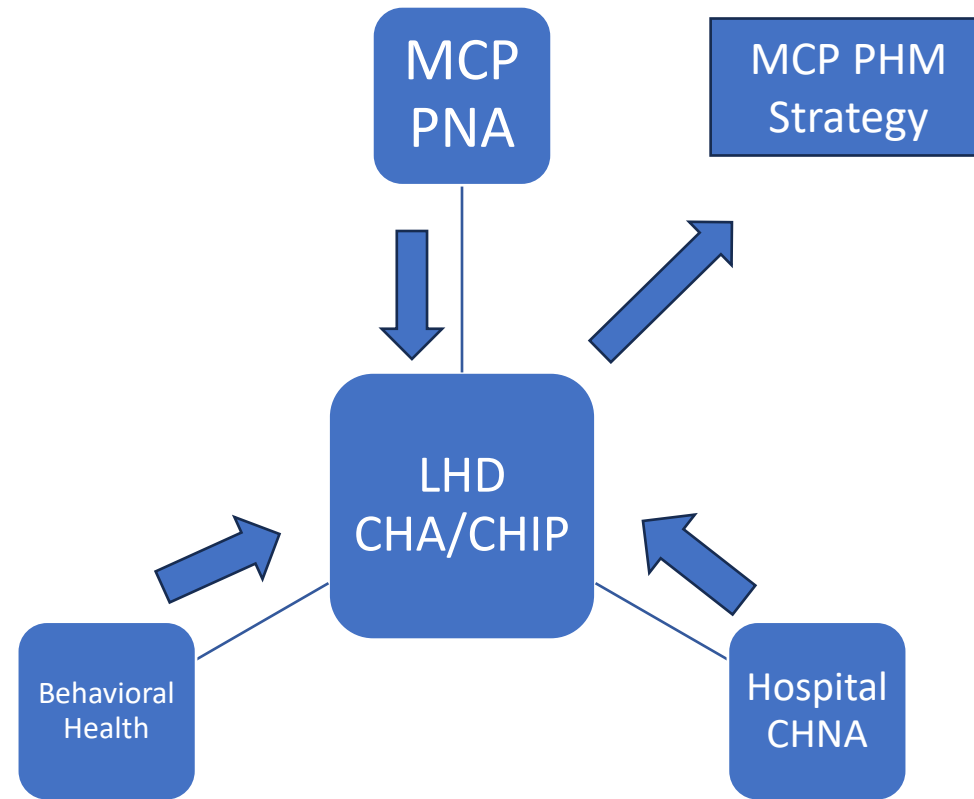 MCP
PNA
MCP PHM
Strategy
LHD
CHA/CHIP
Behavioral
Health
Hospital
CHNA